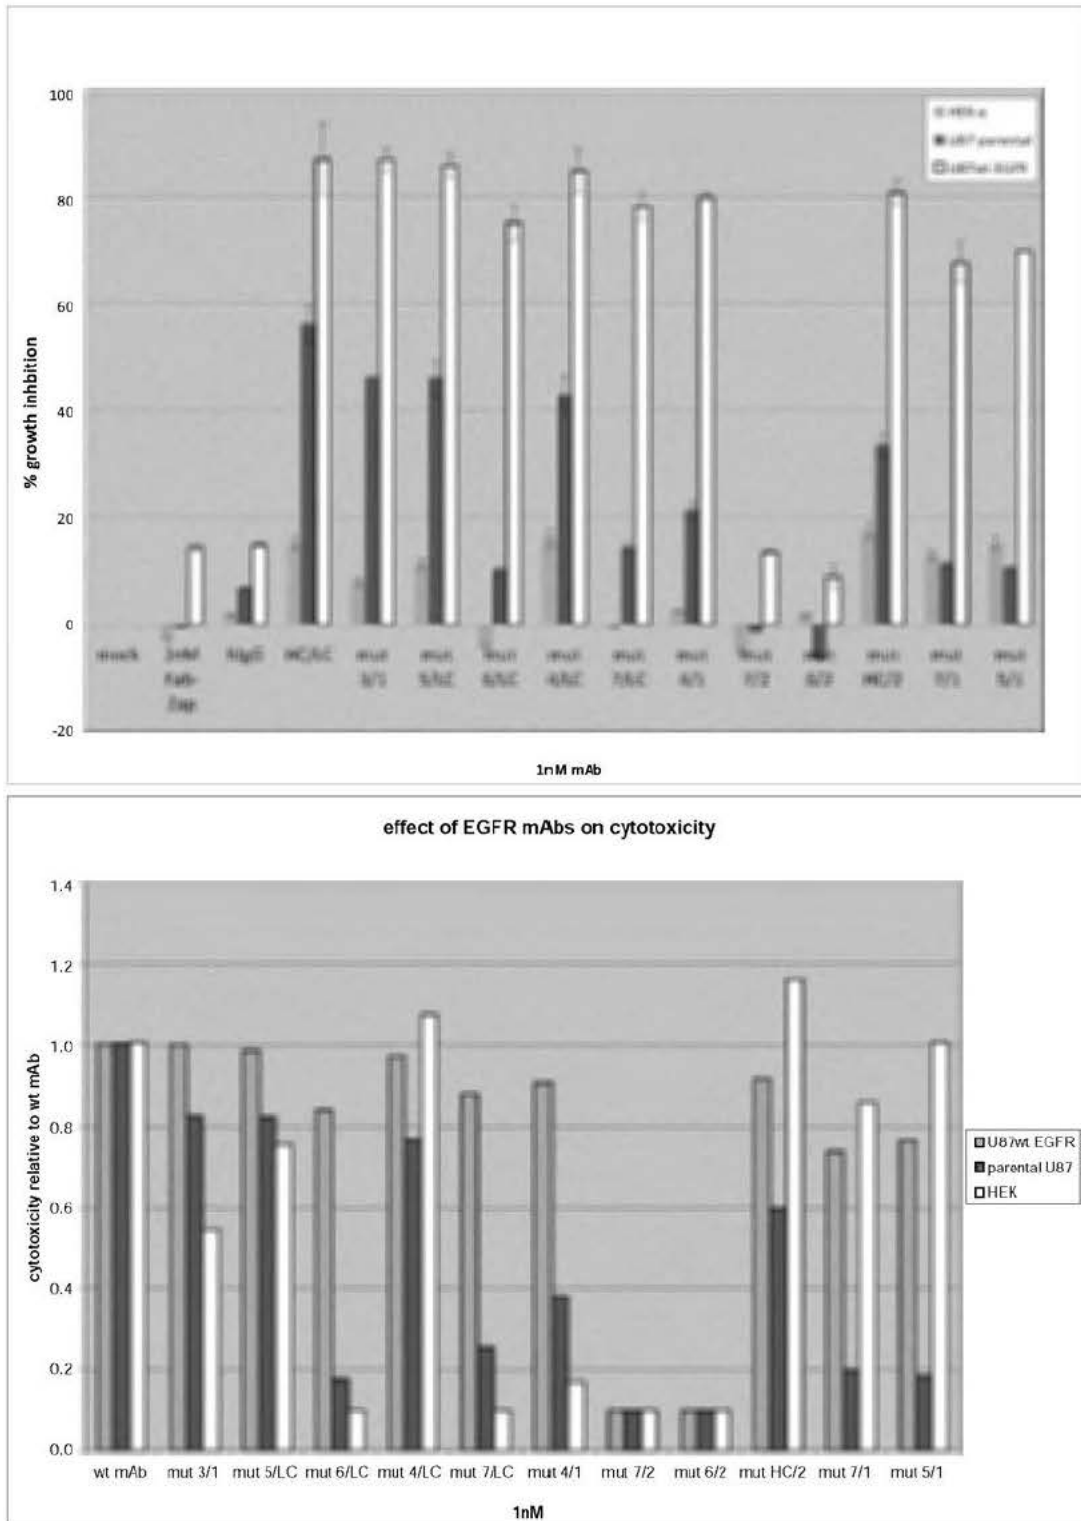 100
80
60
40
20
0
-20
% growth inhbition
U87 parental
mock
HC/LC
mut
mut
mut
mut
mut
mut
mut
mut
mut
mut
mut
3/1
5/LC
6/LC
4/LC
7/LC
7/2
6/2
HC/2
7/1
5/1
1nM mAb
effect of EGFR mAbs on cytotoxicity
1.4
1.2
1.0
0.8
0.6
0.4
0.2
0.0
cytotoxicity relative to wt mAb
U87wt EGFR
parental U87
HEK
wt mAb mut 3/1 mut 5/LC mut 6/LC mut 4/LC mut 7/LC mut 4/1 mut 7/2 mut 6/2 mut HC/2 mut 7/1 mut 5/1
1nM